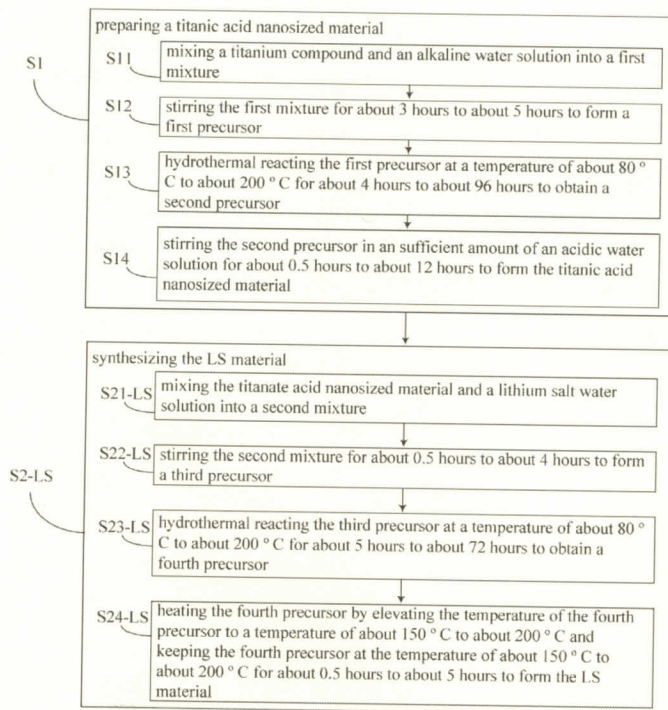 preparing a titanic acid nanosized material
S1
S11
mixing a titanium compound and an alkaline water solution into a first
mixture
S12
stirring the first mixture for about 3 hours to about 5 hours to form a
first precursor
S13
hydrothermal reacting the first precursor at a temperature of about 80 °
C to about 200 ° C for about 4 hours to about 96 hours to obtain a
second precursor
S14
stirring the second precursor in an sufficient amount of an acidic water
solution for about 0.5 hours to about 12 hours to form the titanic acid
nanosized material
synthesizing the LS material
S2-LS
S21-LS
mixing the titanate acid nanosized material and a lithium salt water
solution into a second mixture
S22-LS
stirring the second mixture for about 0.5 hours to about 4 hours to form
a third precursor
S23-LS
hydrothermal reacting the third precursor at a temperature of about 80 °
C to about 200 ° C for about 5 hours to about 72 hours to obtain a
fourth precursor
S24-LS
heating the fourth precursor by elevating the temperature of the fourth
precursor to a temperature of about 150 ° C to about 200 ° C and
keeping the fourth precursor at the temperature of about 150 ° C to
about 200 ° C for about 0.5 hours to about 5 hours to form the LS
material